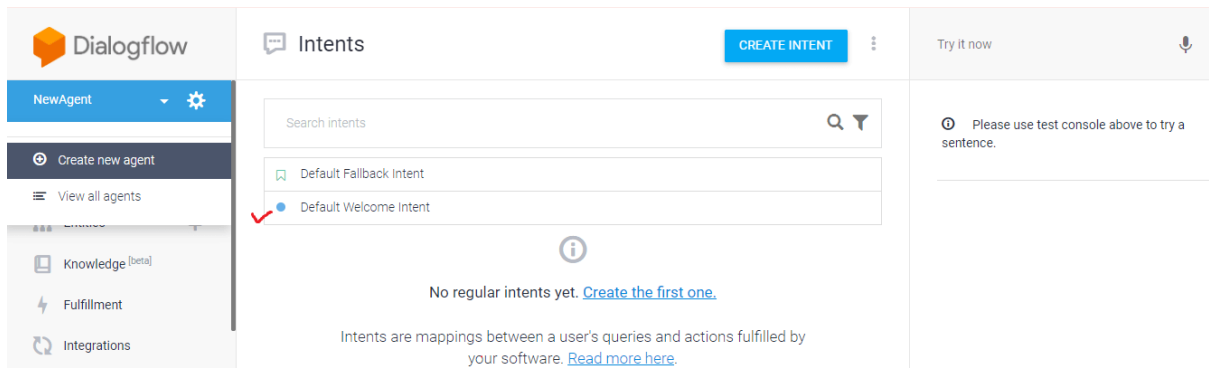 Dialogflow
Intents
CREATE INTENT
Try it now
NewAgent
Search intents
Please use test console above to try a
sentence.
Create new agent
Default Fallback Intent
View all agents
Default Welcome Intent
Entities
Knowledge [beta]
No regular intents yet. Create the first one.
Fulfillment
Intents are mappings between a user's queries and actions fulfilled by
Integrations
your software. Read more here.